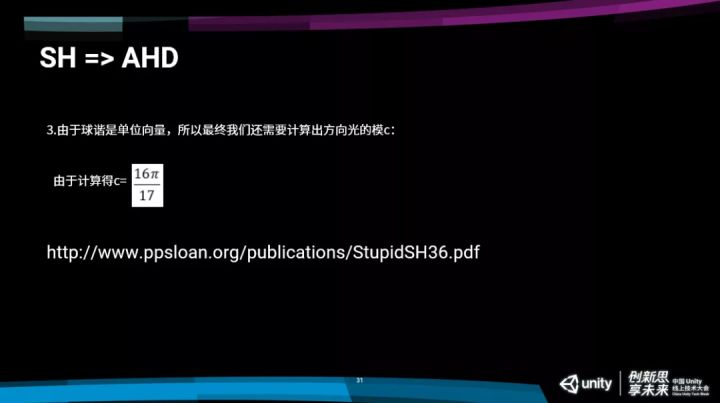 SH => AHD
3.由于球谐是单位向量，所以最终我们还需要计算出方向光的模c：
由于计算得c= 16π/17
http://www.ppsloan.org/publications/StupidSH36.pdf
31
unity
创新思
享未来
中国 Unity
线上技术大会
China Unity Tech Week